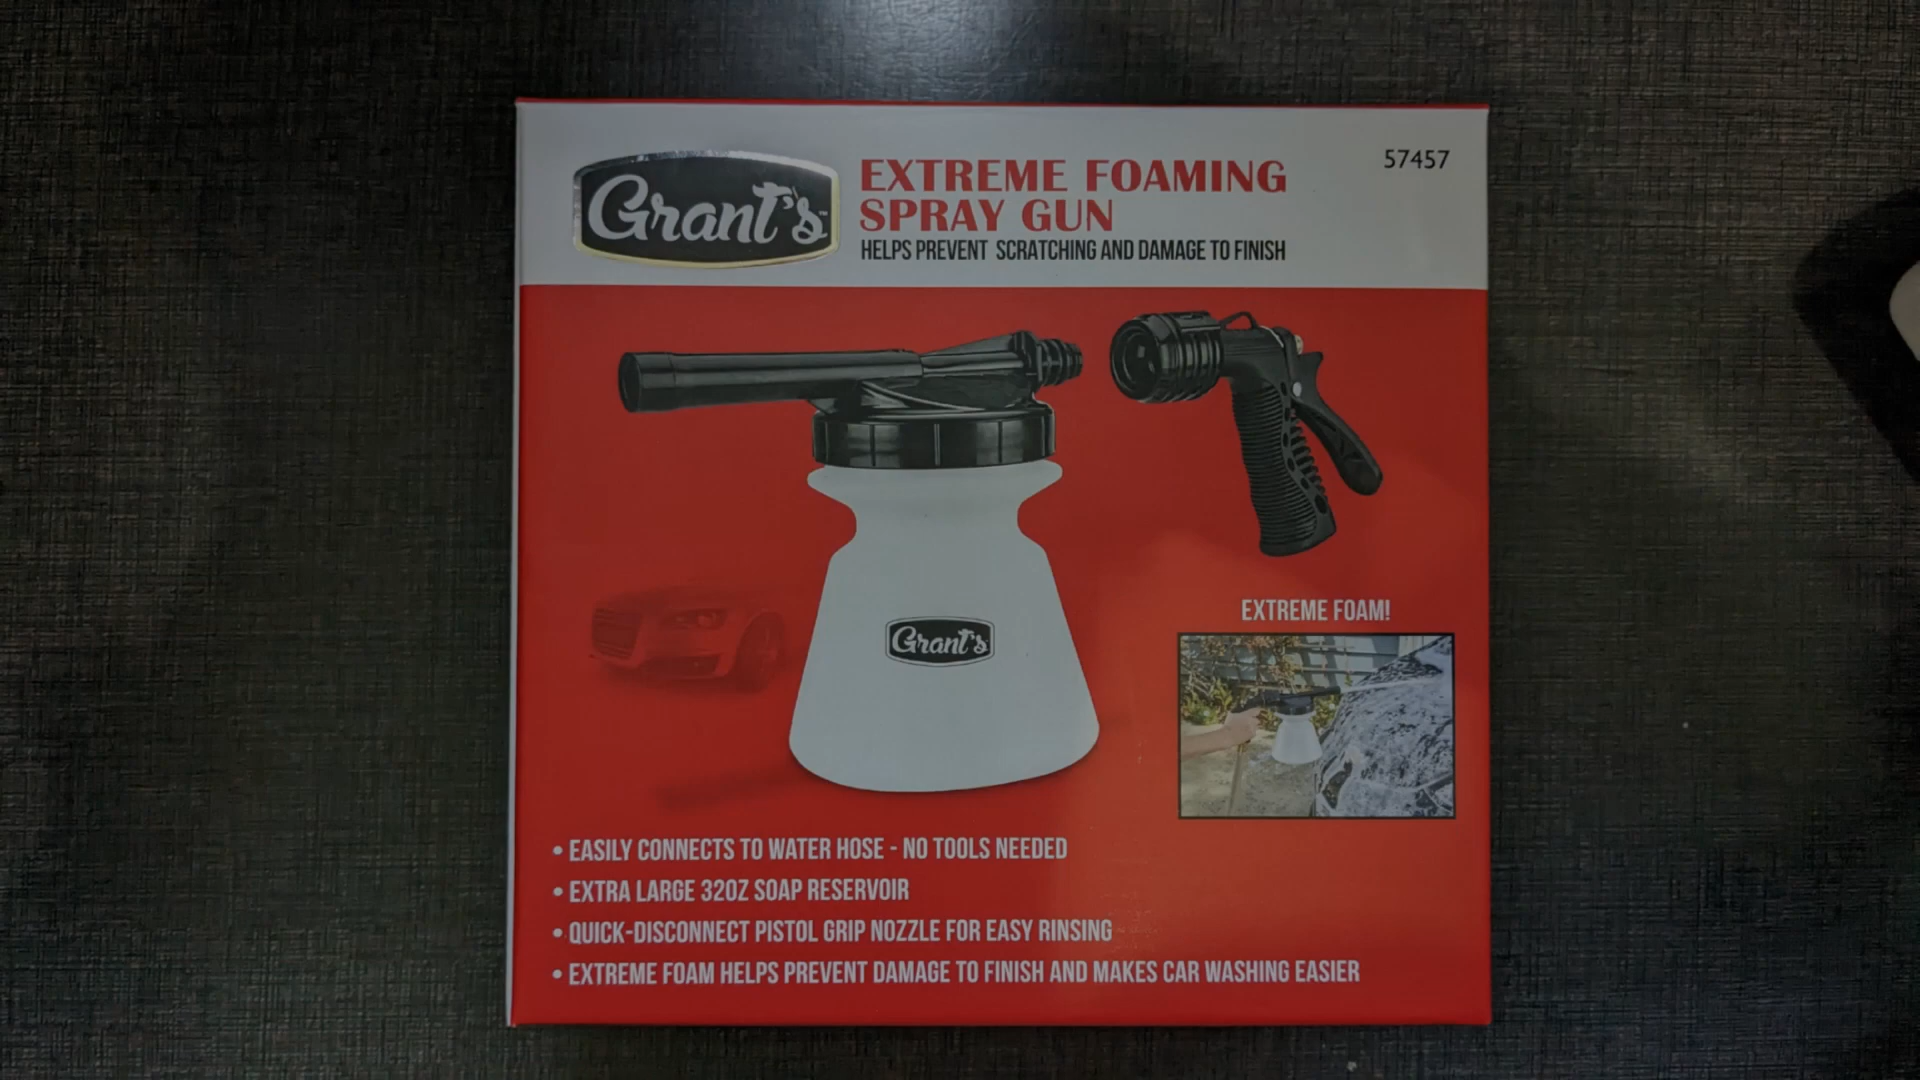 Grant's™
EXTREME FOAMING
SPRAY GUN
HELPS PREVENT SCRATCHING AND DAMAGE TO FINISH
57457
Grant's
EXTREME FOAM!
• EASILY CONNECTS TO WATER HOSE - NO TOOLS NEEDED
• EXTRA LARGE 32OZ SOAP RESERVOIR
• QUICK-DISCONNECT PISTOL GRIP NOZZLE FOR EASY RINSING
• EXTREME FOAM HELPS PREVENT DAMAGE TO FINISH AND MAKES CAR WASHING EASIER